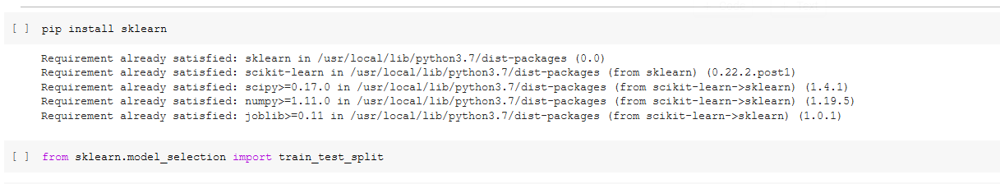 [ ] pip install sklearn
Requirement already satisfied: sklearn in /usr/local/lib/python3.7/dist-packages (0.0)
Requirement already satisfied: scikit-learn in /usr/local/lib/python3.7/dist-packages (from sklearn) (0.22.2.post1)
Requirement already satisfied: scipy>=0.17.0 in /usr/local/lib/python3.7/dist-packages (from scikit-learn->sklearn) (1.4.1)
Requirement already satisfied: numpy>=1.11.0 in /usr/local/lib/python3.7/dist-packages (from scikit-learn->sklearn) (1.19.5)
Requirement already satisfied: joblib>=0.11 in /usr/local/lib/python3.7/dist-packages (from scikit-learn->sklearn) (1.0.1)
[ ] from sklearn.model_selection import train_test_split